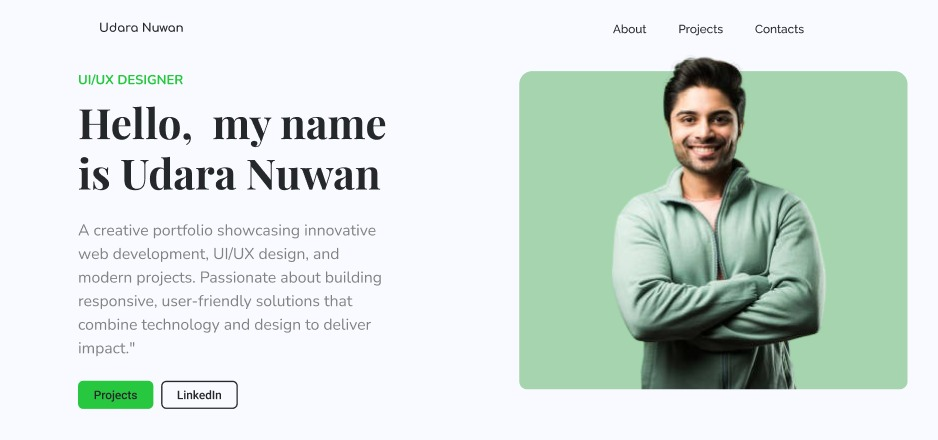 Udara Nuwan
About Projects Contacts
UI/UX DESIGNER
Hello,  my name
is Udara Nuwan
A creative portfolio showcasing innovative
web development, UI/UX design, and
modern projects. Passionate about building
responsive, user-friendly solutions that
combine technology and design to deliver
impact."
Projects LinkedIn